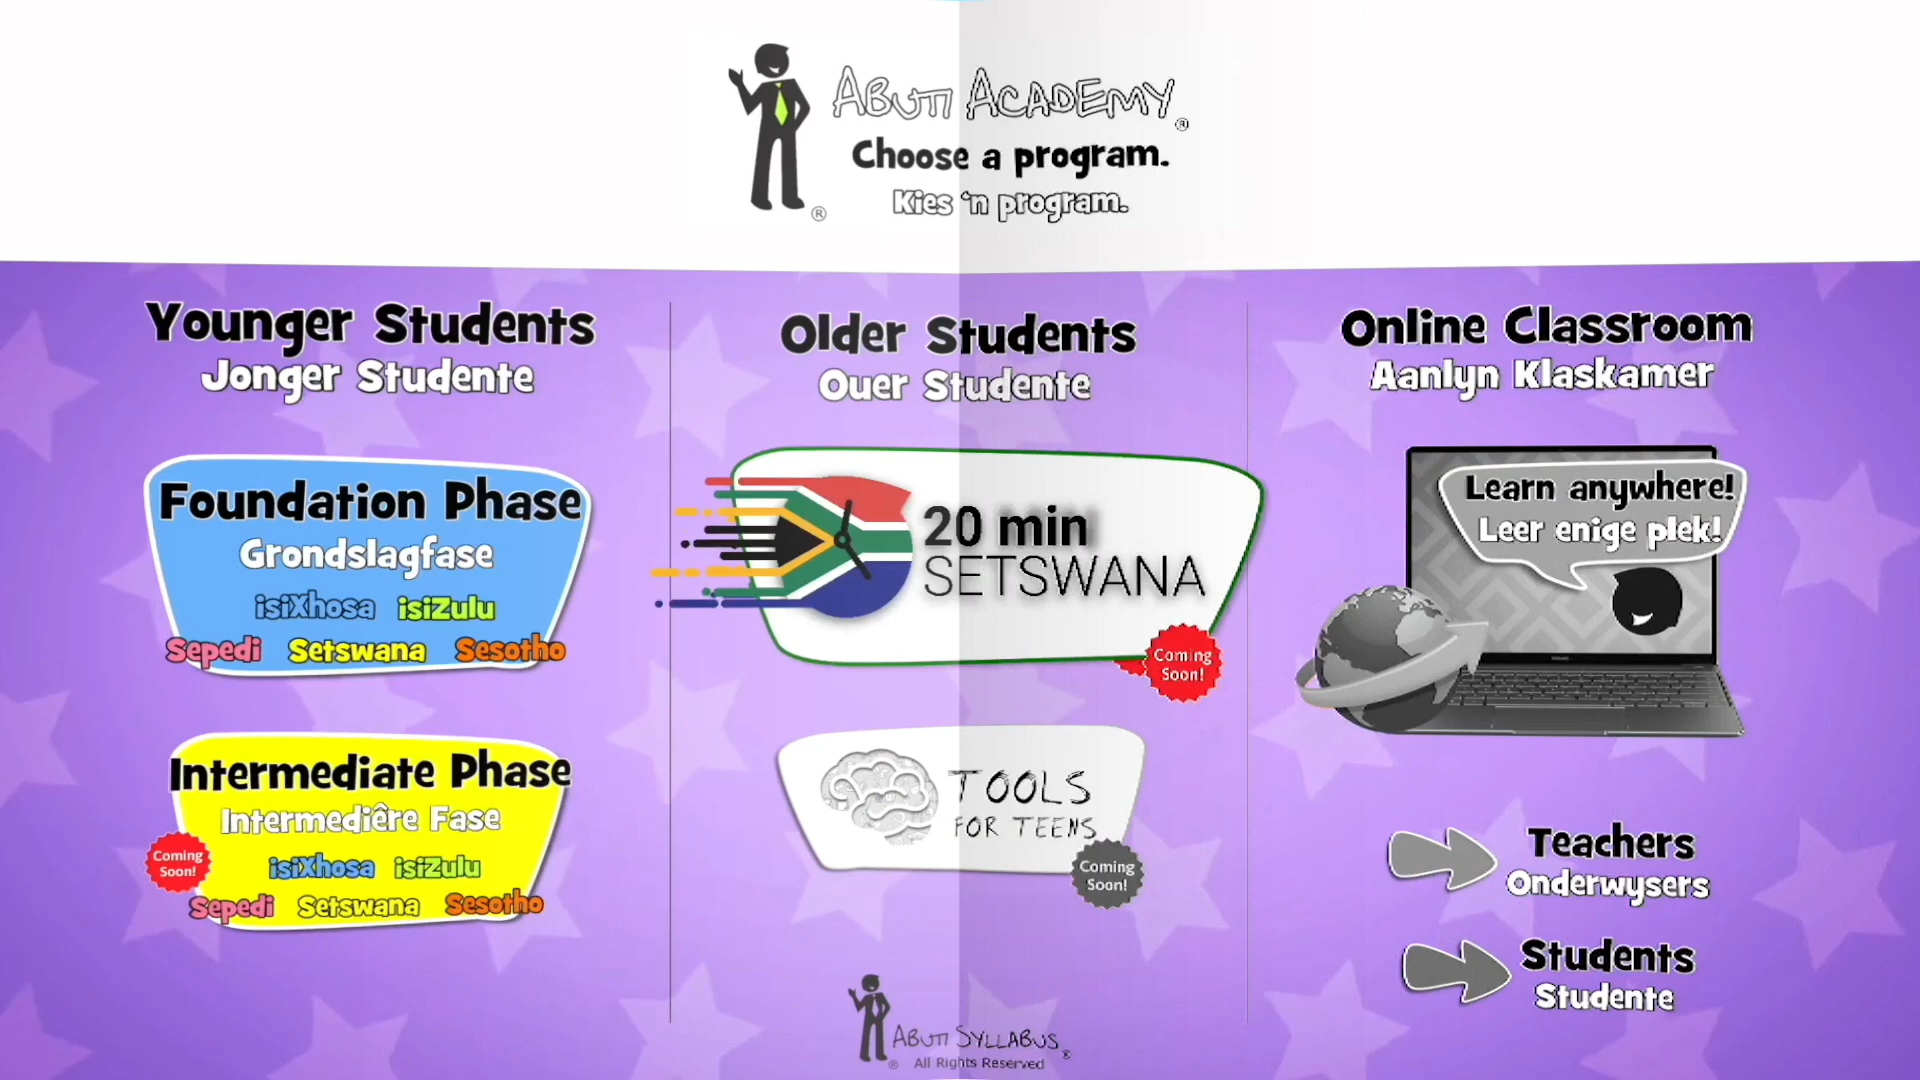 ABUTI ACADEMY®
Choose a program.
Kies 'n program.
®
Younger Students
Jonger Studente
Foundation Phase
Grondslagfase
isiXhosa isiZulu
Sepedi Setswana Sesotho
Intermediate Phase
Intermediêre Fase
Coming Soon!
isiXhosa isiZulu
Sepedi Setswana Sesotho
Older Students
Ouer Studente
20 min
SETSWANA
Coming Soon!
TOOLS
FOR TEENS
Coming Soon!
ABUTI SYLLABUS®
® All Rights Reserved
Online Classroom
Aanlyn Klaskamer
Learn anywhere!
Leer enige plek!
Teachers
Onderwysers
Students
Studente